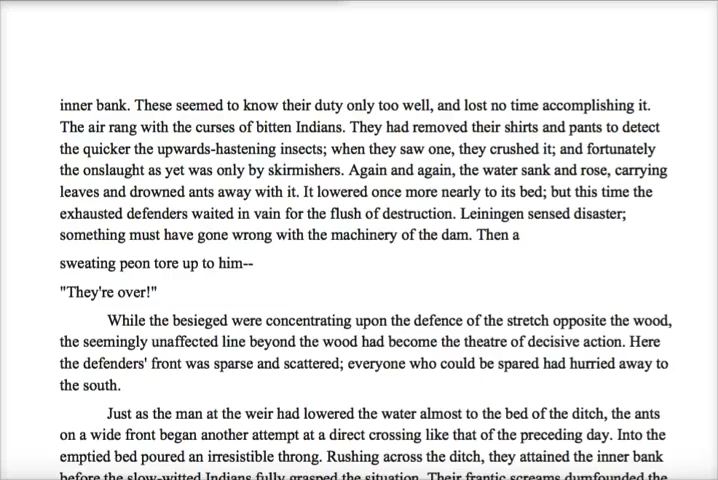 inner bank. These seemed to know their duty only too well, and lost no time accomplishing it.
The air rang with the curses of bitten Indians. They had removed their shirts and pants to detect
the quicker the upwards-hastening insects; when they saw one, they crushed it; and fortunately
the onslaught as yet was only by skirmishers. Again and again, the water sank and rose, carrying
leaves and drowned ants away with it. It lowered once more nearly to its bed; but this time the
exhausted defenders waited in vain for the flush of destruction. Leiningen sensed disaster;
something must have gone wrong with the machinery of the dam. Then a
sweating peon tore up to him--
"They're over!"
While the besieged were concentrating upon the defence of the stretch opposite the wood,
the seemingly unaffected line beyond the wood had become the theatre of decisive action. Here
the defenders' front was sparse and scattered; everyone who could be spared had hurried away to
the south.
Just as the man at the weir had lowered the water almost to the bed of the ditch, the ants
on a wide front began another attempt at a direct crossing like that of the preceding day. Into the
emptied bed poured an irresistible throng. Rushing across the ditch, they attained the inner bank
before the slow-witted Indians fully grasped the situation. Their frantic screams dumfounded the